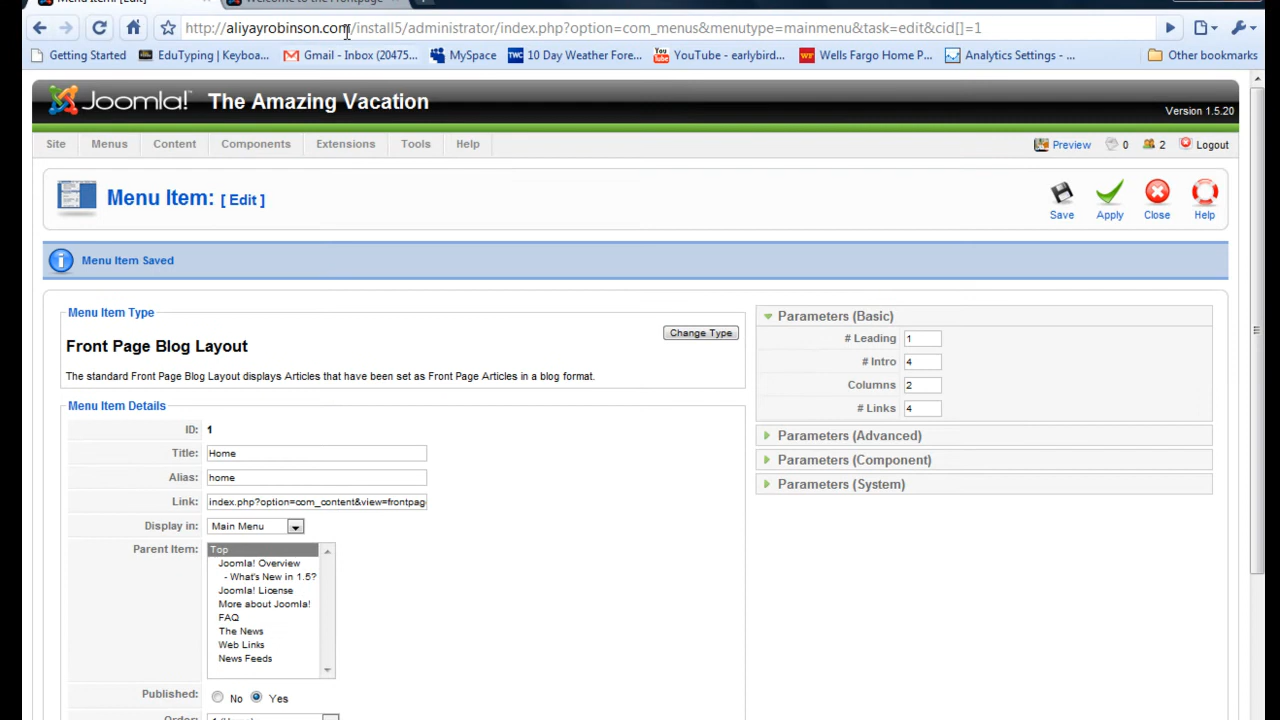 Menu Item: [Edit]
Welcome to the Frontpage
http://aliyayrobinson.com/install5/administrator/index.php?option=com_menus&menutype=mainmenu&task=edit&cid[]=1
Getting Started EduTyping | Keyboa... Gmail - Inbox (20475... MySpace 10 Day Weather Fore... YouTube - earlybird... Wells Fargo Home P... Analytics Settings - ... Other bookmarks
Joomla! The Amazing Vacation
Version 1.5.20
Site Menus Content Components Extensions Tools Help Preview 0 2 Logout
Menu Item: [ Edit ]
Save Apply Close Help
Menu Item Saved
Menu Item Type
Change Type
Front Page Blog Layout
The standard Front Page Blog Layout displays Articles that have been set as Front Page Articles in a blog format.
Menu Item Details
ID: 1
Title: Home
Alias: home
Link: index.php?option=com_content&view=frontpag
Display in: Main Menu
Parent Item: Top
Joomla! Overview
- What's New in 1.5?
Joomla! License
More about Joomla!
FAQ
The News
Web Links
News Feeds
Published: No Yes
Order:
Parameters (Basic)
# Leading 1
# Intro 4
Columns 2
# Links 4
Parameters (Advanced)
Parameters (Component)
Parameters (System)